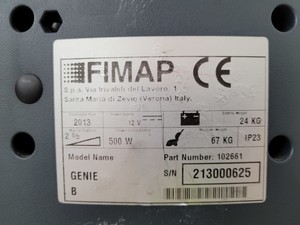 FIMAP CE
S.p.a. Via Invalidi del Lavoro, 1
Santa Maria di Zevio (Verona) Italy.
2013 12 V 24 KG
500 W 67 KG IP23
Model Name Part Number: 102661
GENIE S/N 213000625
B